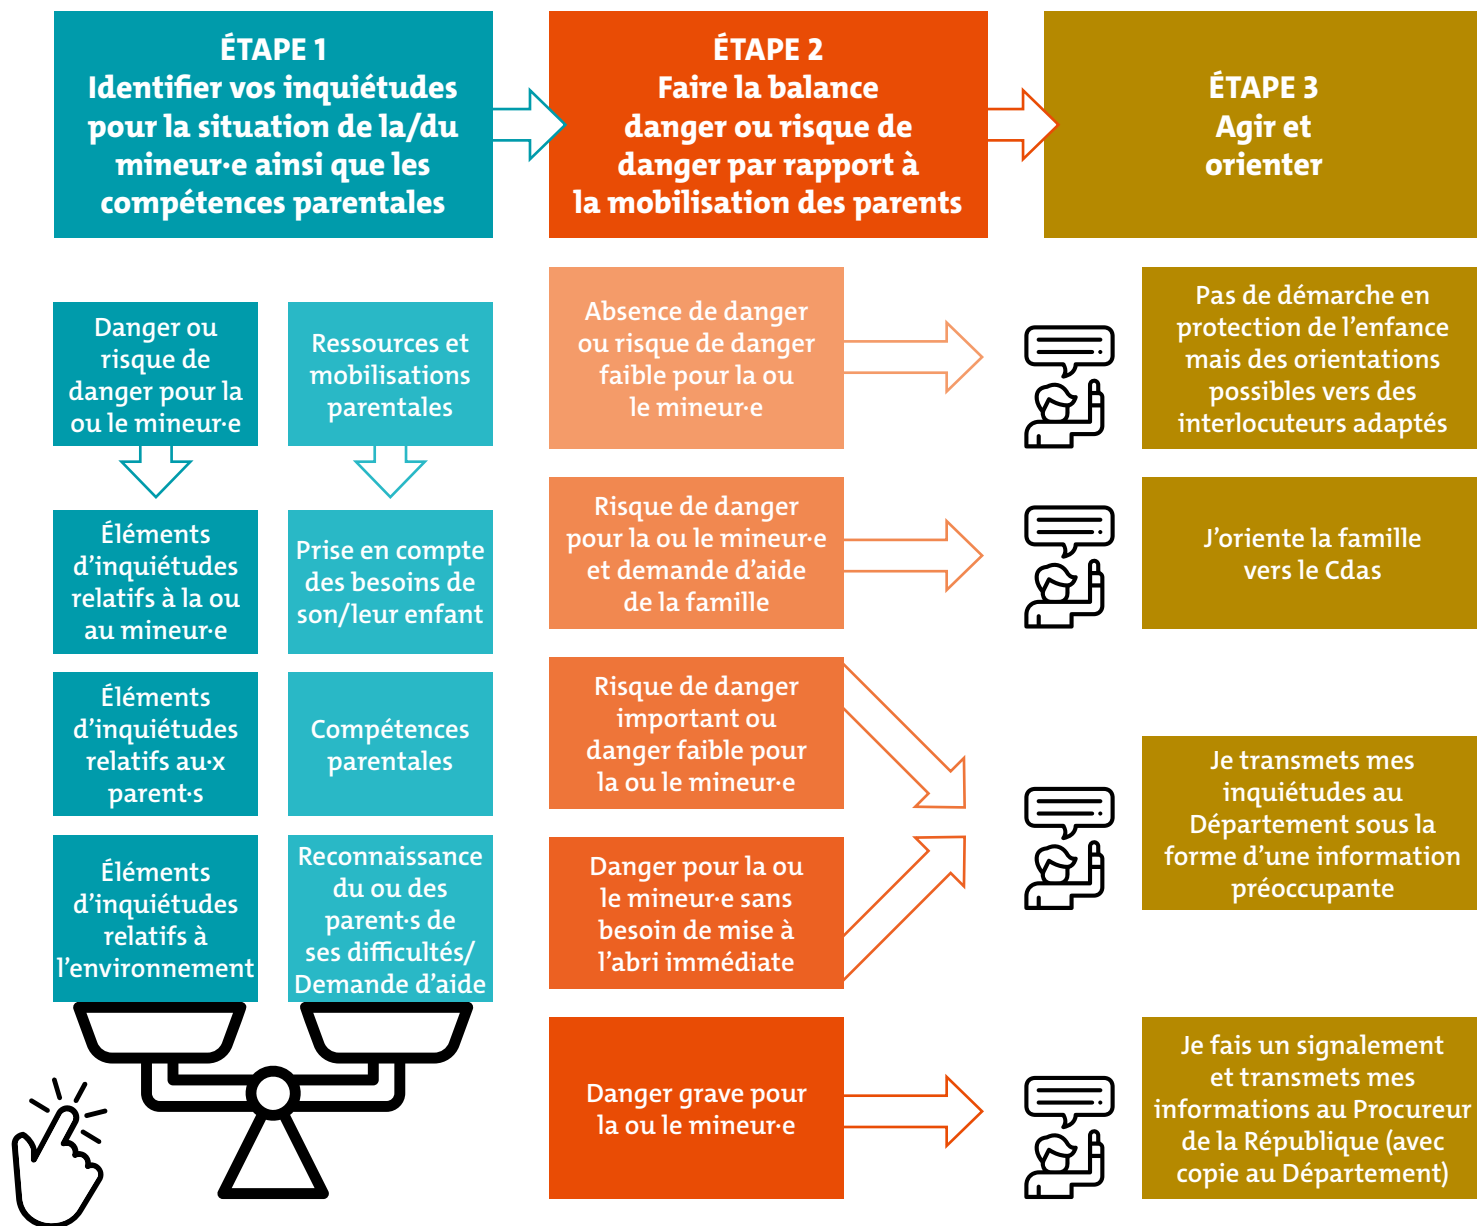 ÉTAPE 1
Identifier vos inquiétudes
pour la situation de la/du
mineur·e ainsi que les
compétences parentales
ÉTAPE 2
Faire la balance
danger ou risque de
danger par rapport à
la mobilisation des parents
ÉTAPE 3
Agir et
orienter
Danger ou
risque de
danger pour la
ou le mineur·e
Ressources et
mobilisations
parentales
Éléments
d'inquiétudes
relatifs à la ou
au mineur·e
Prise en compte
des besoins de
son/leur enfant
Éléments
d'inquiétudes
relatifs au·x
parent·s
Compétences
parentales
Éléments
d'inquiétudes
relatifs à
l'environnement
Reconnaissance
du ou des
parent·s de
ses difficultés/
Demande d'aide
Absence de danger
ou risque de danger
faible pour la ou
le mineur·e
Pas de démarche en
protection de l'enfance
mais des orientations
possibles vers des
interlocuteurs adaptés
Risque de danger
pour la ou le mineur·e
et demande d'aide
de la famille
J'oriente la famille
vers le Cdas
Risque de danger
important ou
danger faible pour
la ou le mineur·e
Danger pour la ou
le mineur·e sans
besoin de mise à
l'abri immédiate
Je transmets mes
inquiétudes au
Département sous la
forme d'une information
préoccupante
Danger grave pour
la ou le mineur·e
Je fais un signalement
et transmets mes
informations au Procureur
de la République (avec
copie au Département)